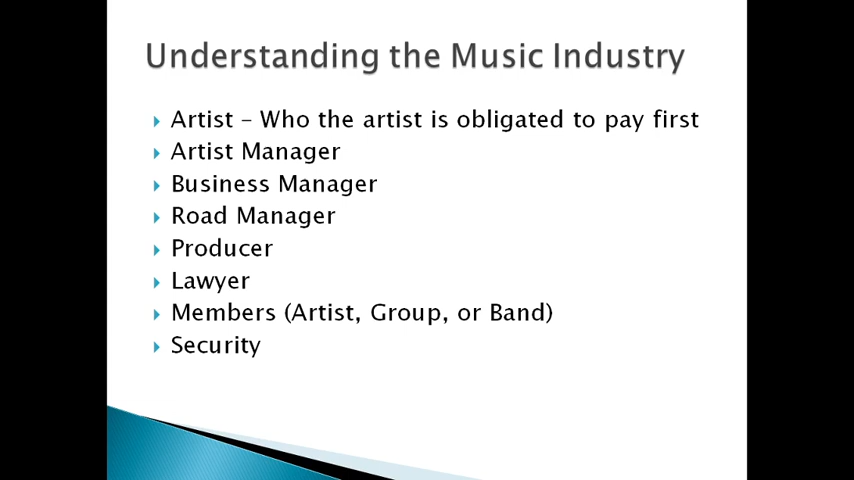 Understanding the Music Industry
Artist – Who the artist is obligated to pay first
Artist Manager
Business Manager
Road Manager
Producer
Lawyer
Members (Artist, Group, or Band)
Security